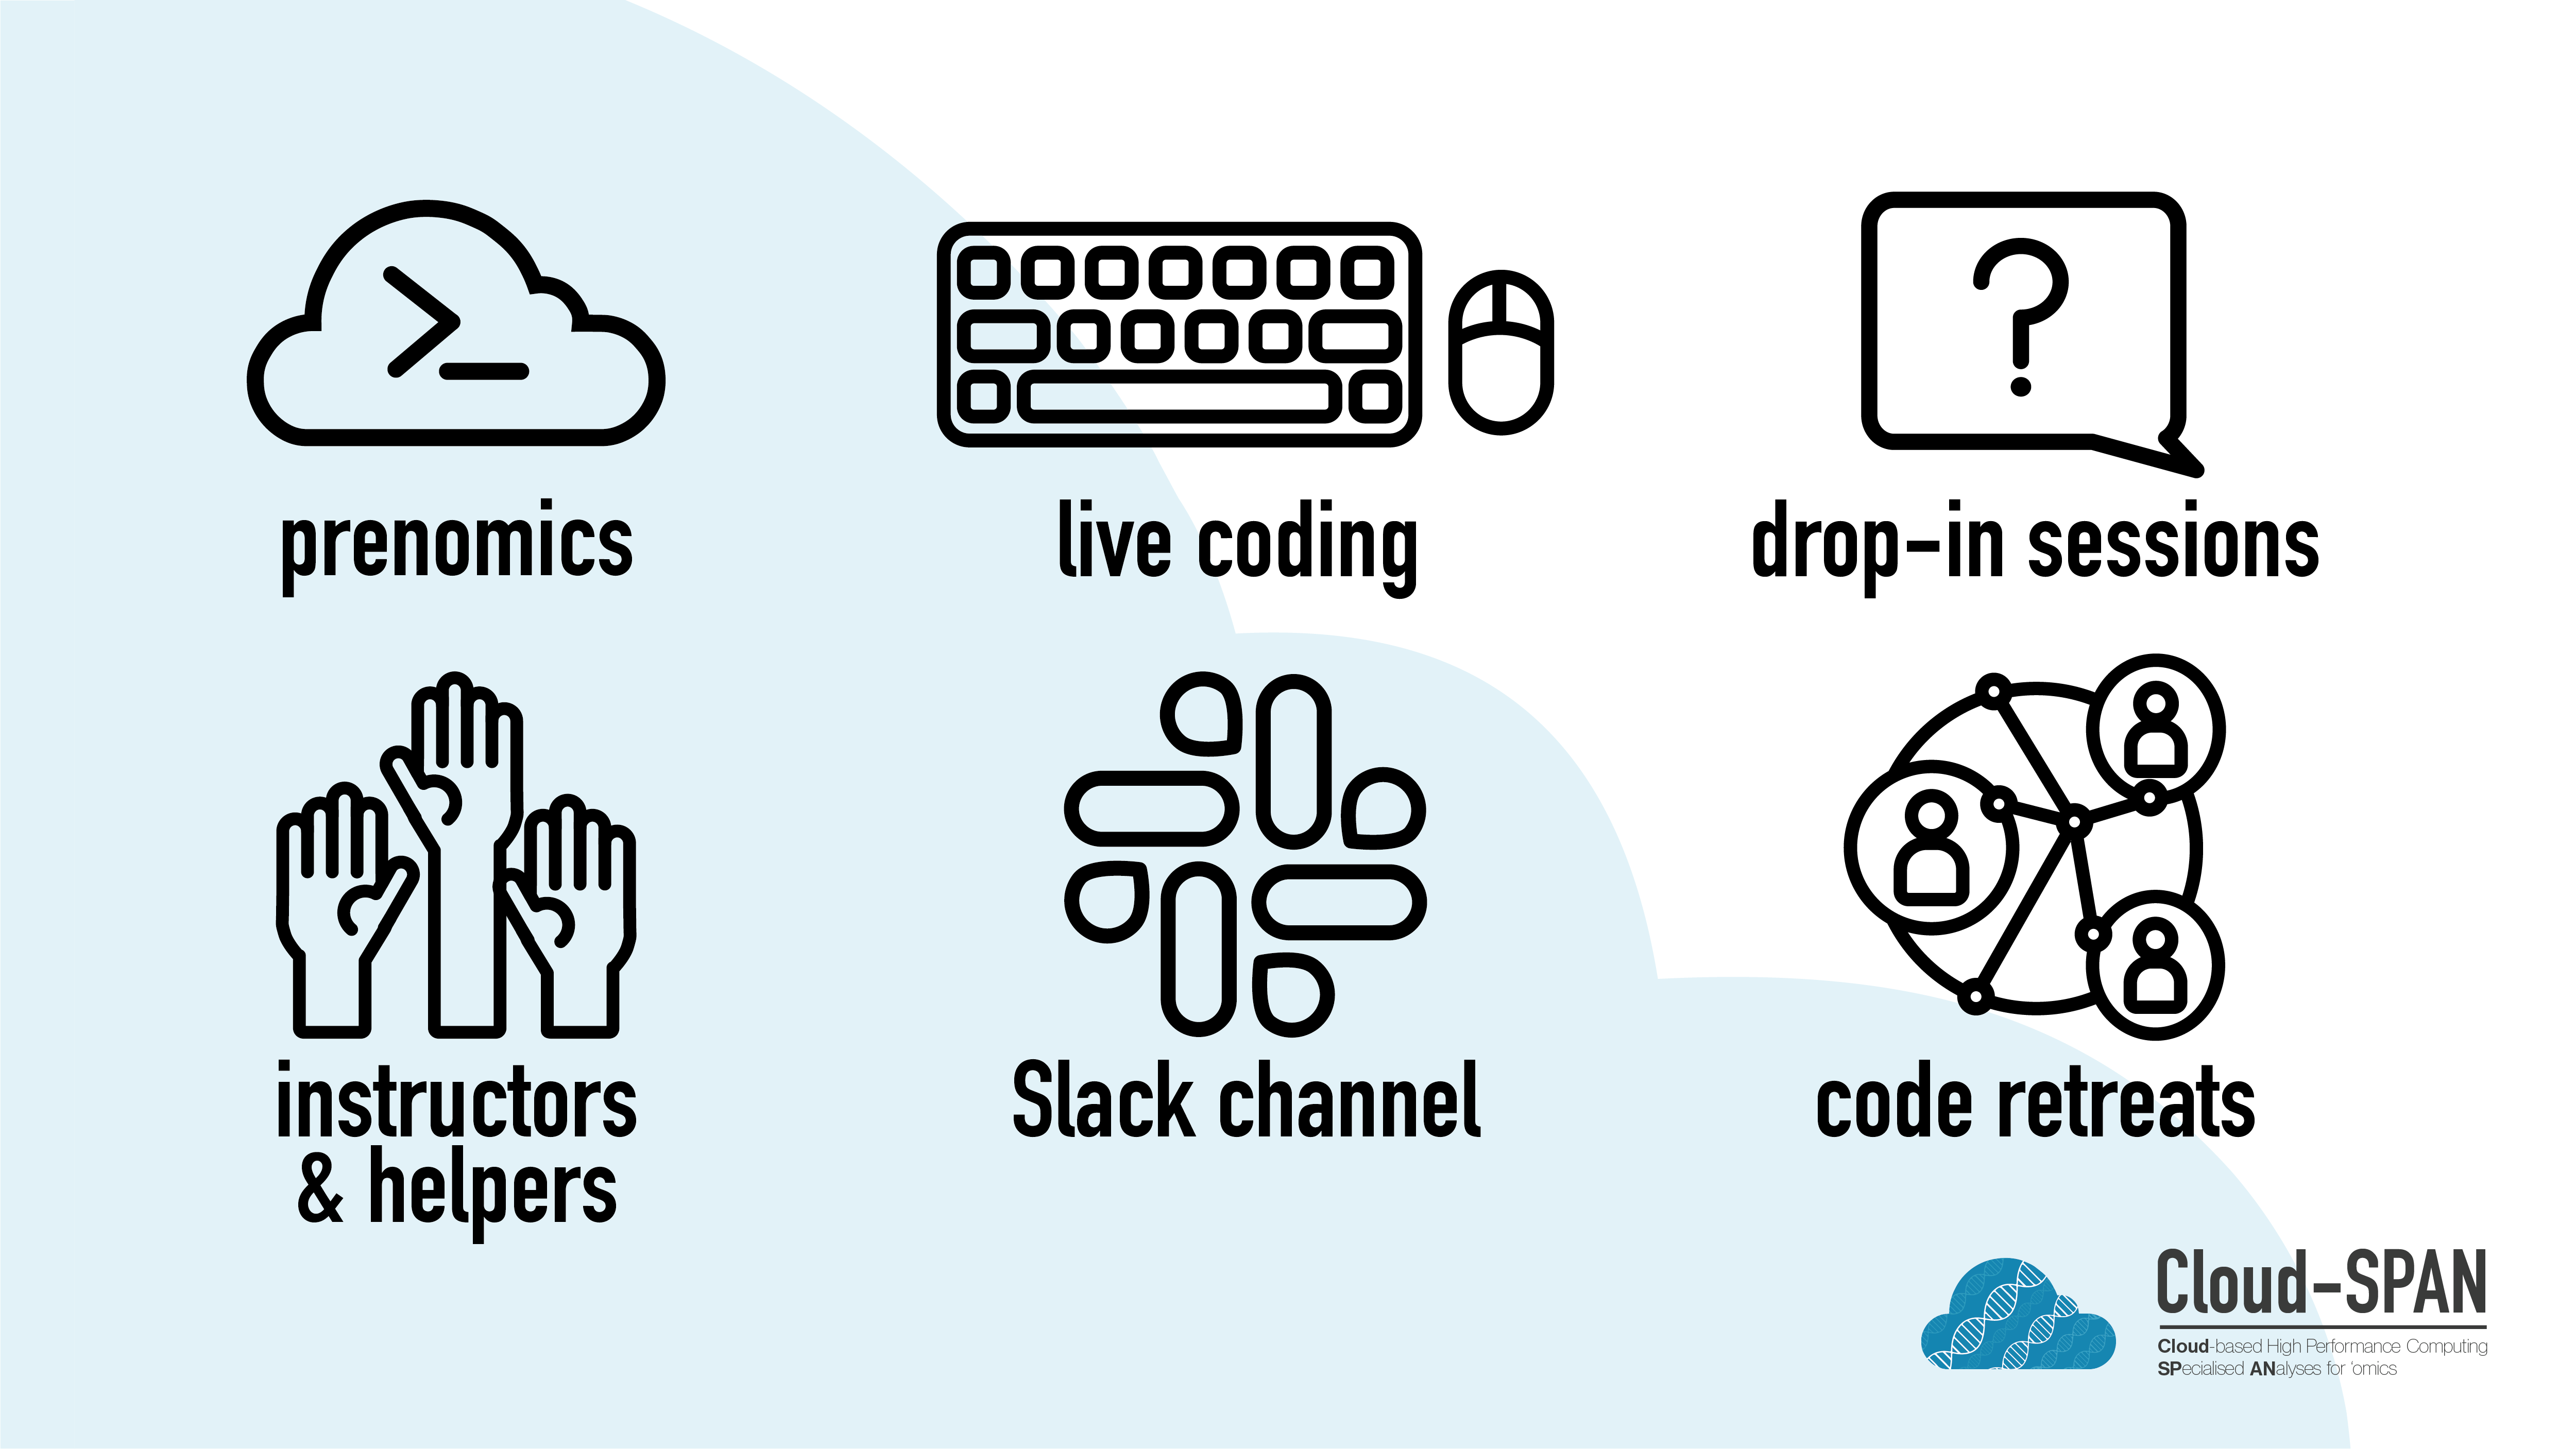 prenomics
live coding
drop-in sessions
instructors
& helpers
Slack channel
code retreats
Cloud-SPAN
Cloud-based High Performance Computing
SPecialised ANalyses for 'omics